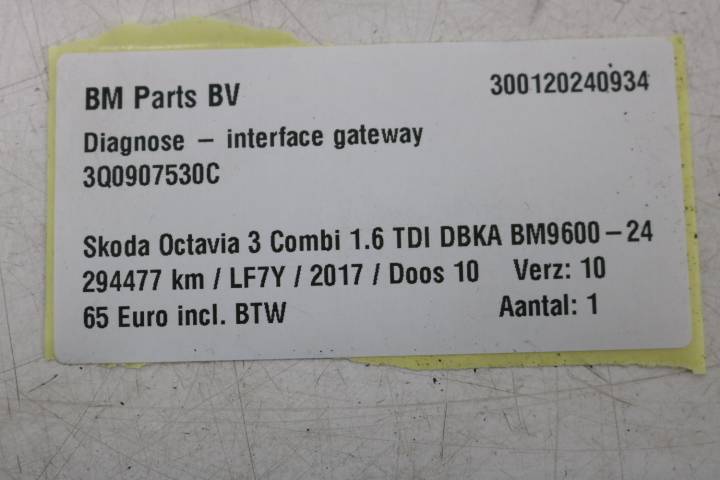 BM Parts BV 300120240934
Diagnose – interface gateway
3Q0907530C
Skoda Octavia 3 Combi 1.6 TDI DBKA BM9600–24
294477 km / LF7Y / 2017 / Doos 10 Verz: 10
65 Euro incl. BTW Aantal: 1